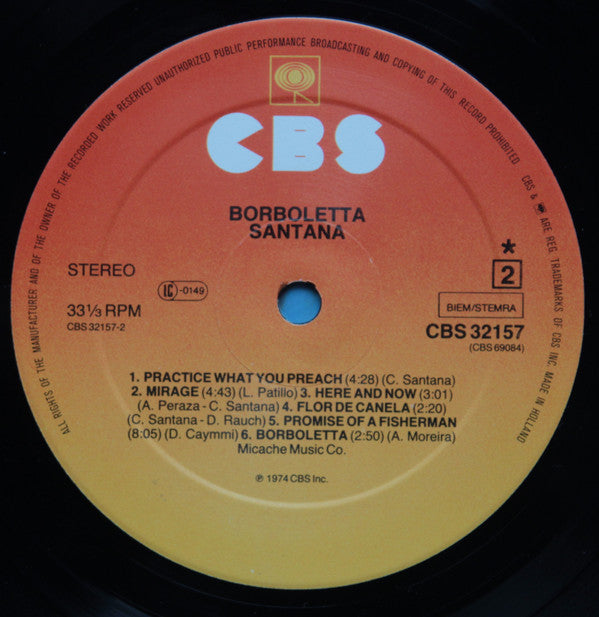 ALL RIGHTS OF THE MANUFACTURER AND OF THE OWNER OF THE RECORDED WORK RESERVED UNAUTHORIZED PUBLIC PERFORMANCE BROADCASTING AND COPYING OF THIS RECORD PROHIBITED
CBS & ARE REG. TRADEMARKS OF CBS INC. MADE IN HOLLAND
CBS
BORBOLETTA
SANTANA
STEREO
LC-0149
*
2
33⅓ RPM
BIEM/STEMRA
CBS 32157-2
CBS 32157
(CBS 69084)
1. PRACTICE WHAT YOU PREACH (4:28) (C. Santana)
2. MIRAGE (4:43) (L. Patillo) 3. HERE AND NOW (3:01)
(A. Peraza - C. Santana) 4. FLOR DE CANELA (2:20)
(C. Santana - D. Rauch) 5. PROMISE OF A FISHERMAN
(8:05) (D. Caymmi) 6. BORBOLETTA (2:50) (A. Moreira)
Micache Music Co.
℗ 1974 CBS Inc.